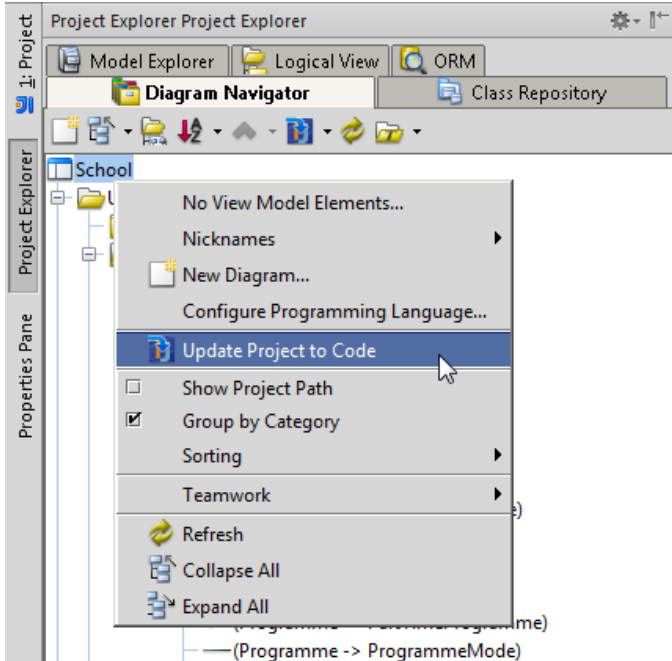 1: Project
Project Explorer
Properties Pane
Project Explorer Project Explorer
Model Explorer Logical View ORM
Diagram Navigator Class Repository
School
No View Model Elements...
Nicknames
New Diagram...
Configure Programming Language...
Update Project to Code
Show Project Path
Group by Category
Sorting
Teamwork
Refresh
Collapse All
Expand All
(Programme -> ProgrammeMode)